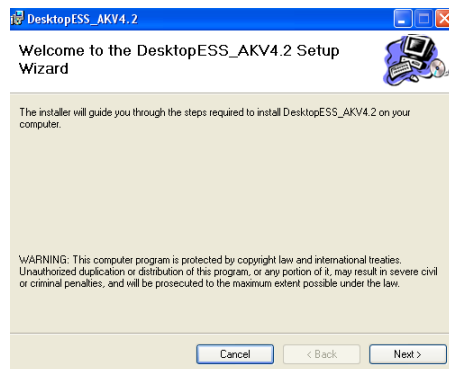 DesktopESS_AKV4.2
Welcome to the DesktopESS_AKV4.2 Setup
Wizard
The installer will guide you through the steps required to install DesktopESS_AKV4.2 on your
computer.
WARNING: This computer program is protected by copyright law and international treaties.
Unauthorized duplication or distribution of this program, or any portion of it, may result in severe civil
or criminal penalties, and will be prosecuted to the maximum extent possible under the law.
Cancel < Back Next >